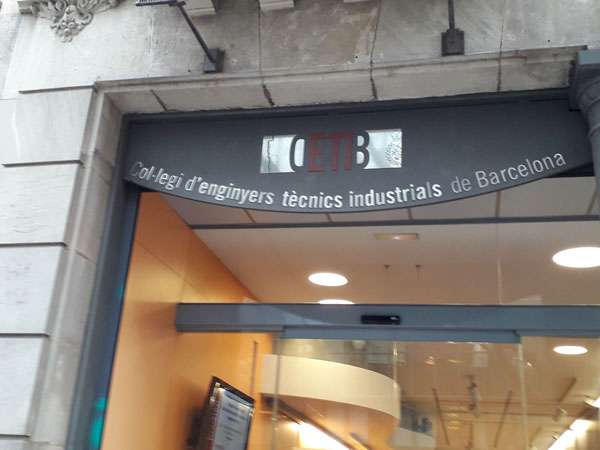 CETIB
Col·legi d'enginyers tècnics industrials de Barcelona